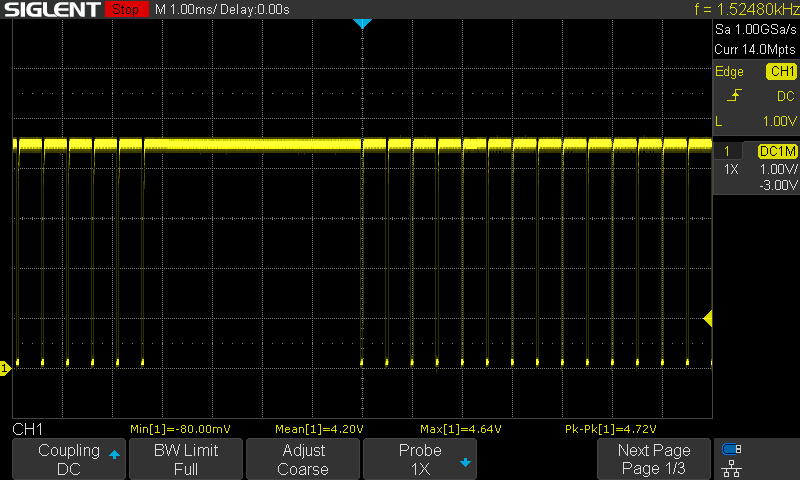 SIGLENT Stop M 1.00ms/ Delay:0.00s f = 1.52480kHz
Sa 1.00GSa/s
Curr 14.0Mpts
Edge CH1
DC
L 1.00V
1 DC1M
1X 1.00V/
-3.00V
1
CH1 Min[1]=-80.00mV Mean[1]=4.20V Max[1]=4.64V Pk-Pk[1]=4.72V
Coupling BW Limit Adjust Probe Next Page
DC Full Coarse 1X Page 1/3